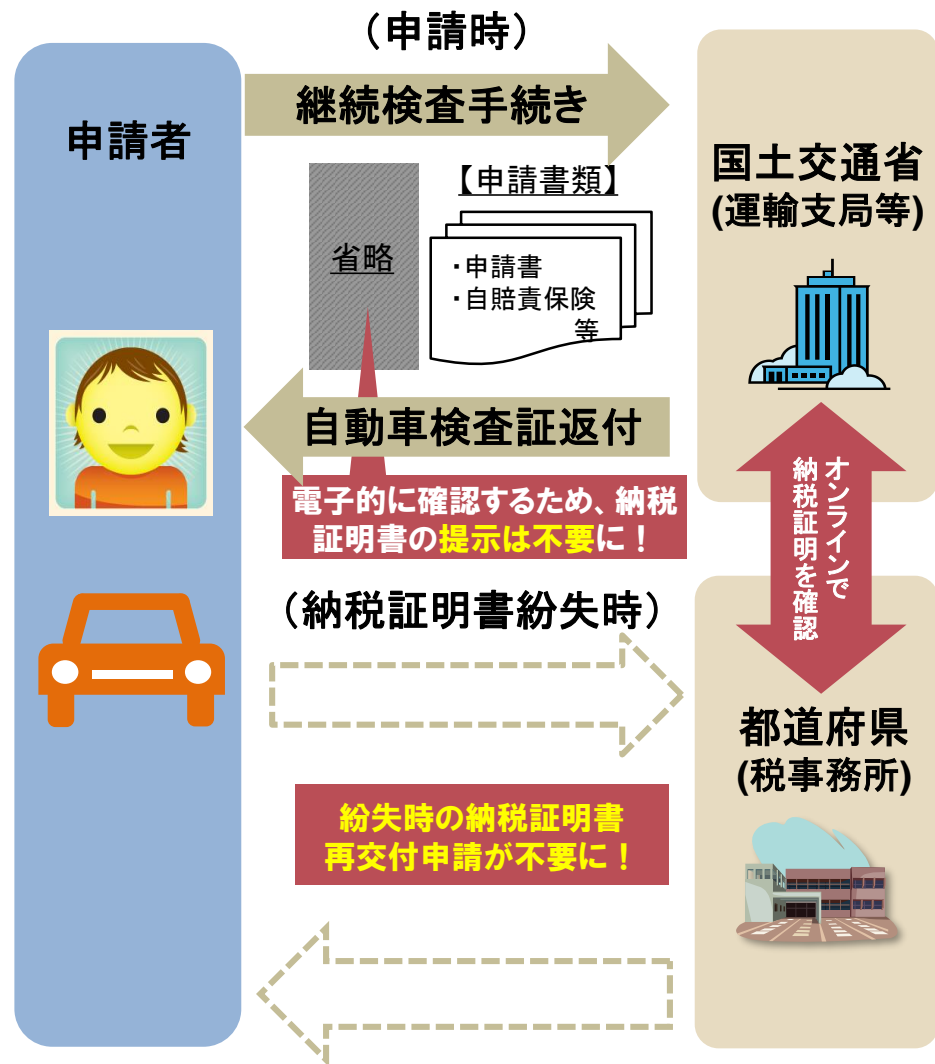 （申請時）
継続検査手続き
申請者
国土交通省
(運輸支局等)
【申請書類】
省略
・申請書
・自賠責保険
等
自動車検査証返付
電子的に確認するため、納税
証明書の提示は不要に！
オンラインで
納税証明を確認
（納税証明書紛失時）
都道府県
(税事務所)
紛失時の納税証明書
再交付申請が不要に！